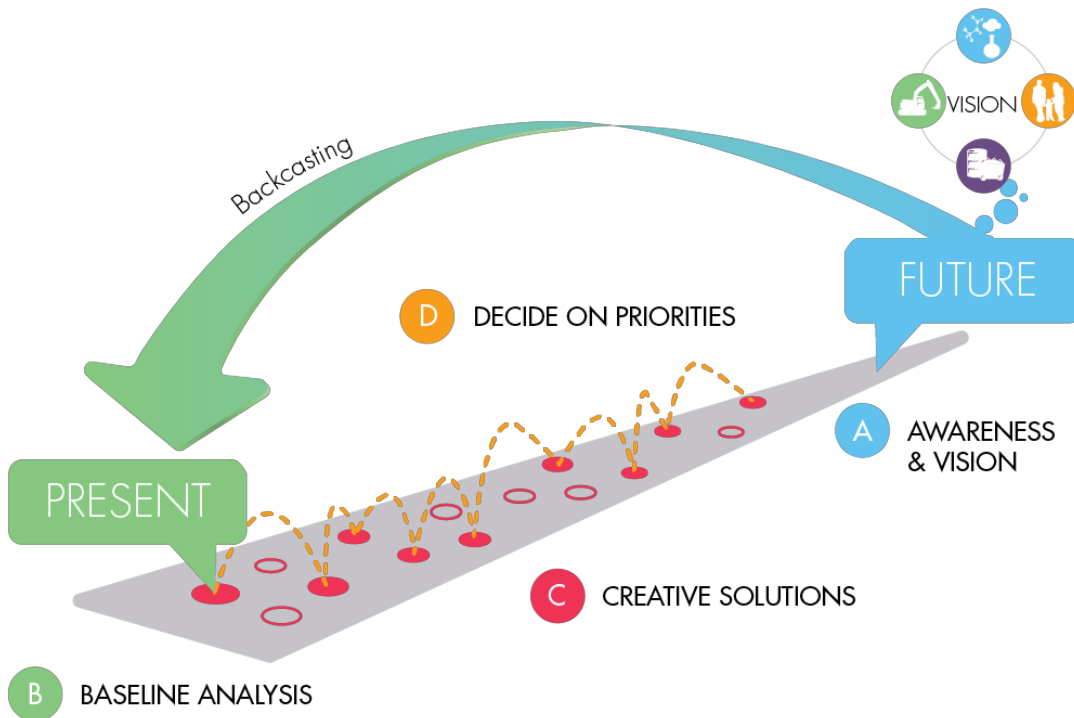 VISION
Backcasting
FUTURE
D DECIDE ON PRIORITIES
A AWARENESS
& VISION
PRESENT
C CREATIVE SOLUTIONS
B BASELINE ANALYSIS